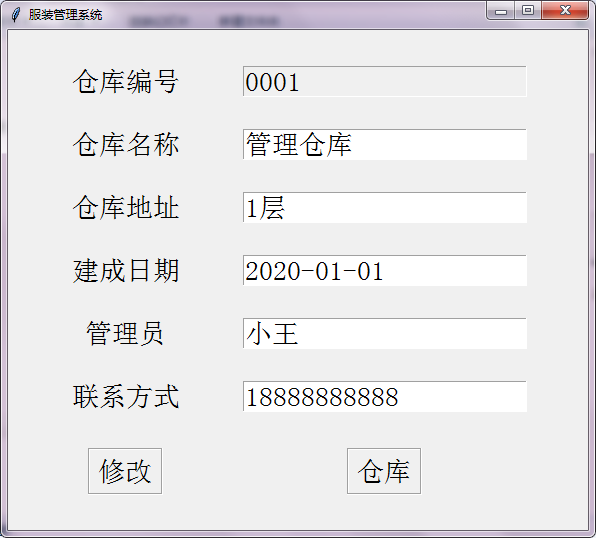 服装管理系统
仓库编号 0001
仓库名称 管理仓库
仓库地址 1层
建成日期 2020-01-01
管理员 小王
联系方式 18888888888
修改 仓库